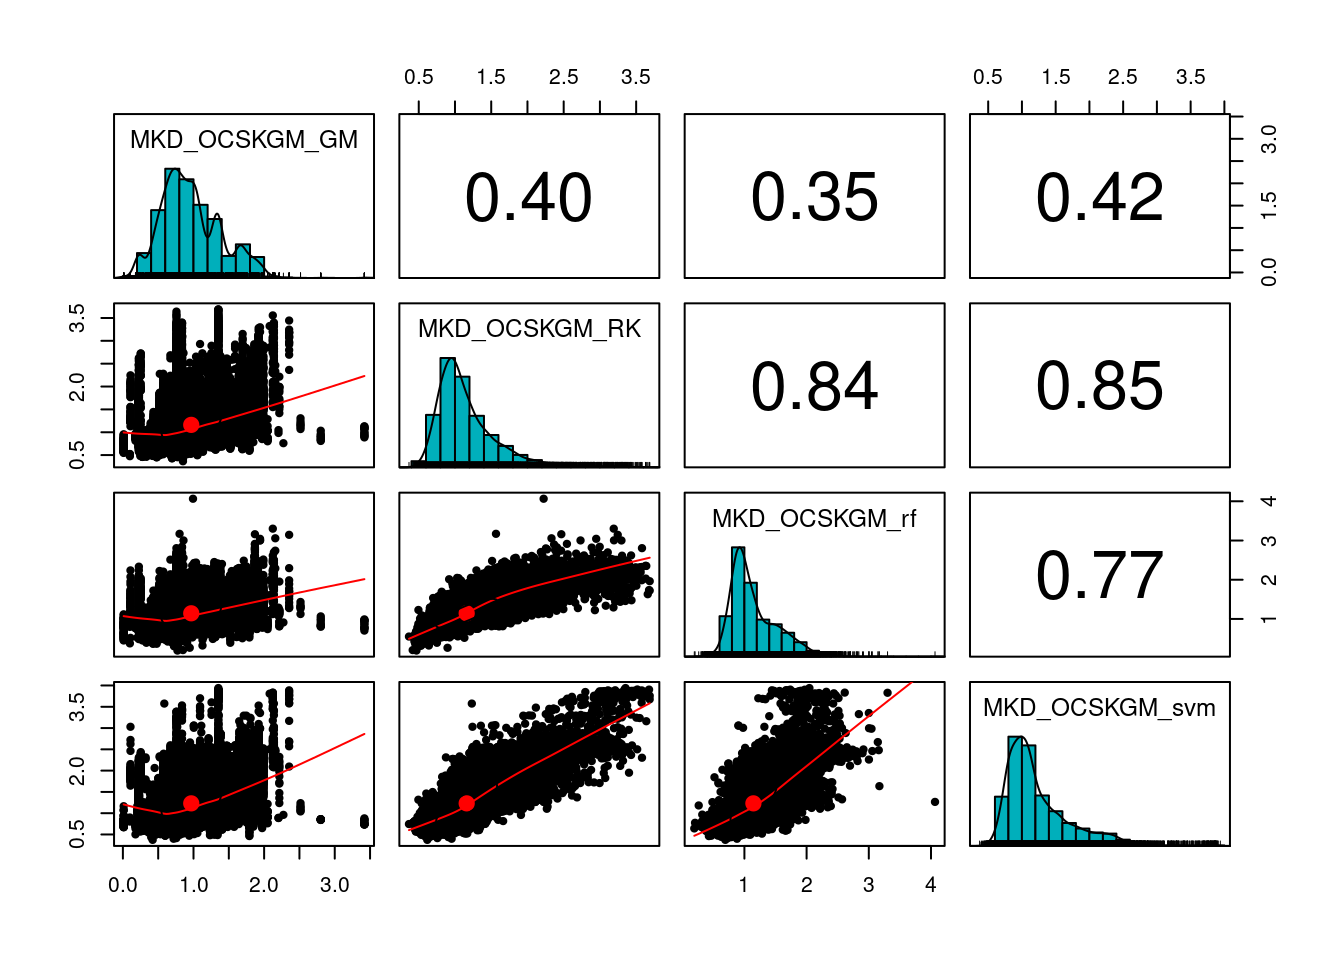 0.5 1.5 2.5 3.5 0.5 1.5 2.5 3.5
MKD_OCSKGM_GM 0.40 0.35 0.42 0.0 1.5 3.0
0.5 2.0 3.5 MKD_OCSKGM_RK 0.84 0.85
MKD_OCSKGM_rf 0.77 1 2 3 4
0.5 2.0 3.5 MKD_OCSKGM_svm
0.0 1.0 2.0 3.0 1 2 3 4